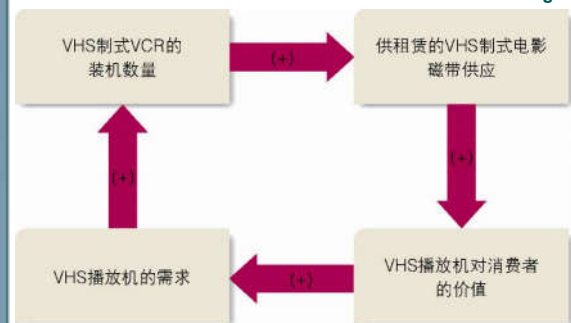 VHS制式VCR的
装机数量
(+)
供租赁的VHS制式电影
磁带供应
(+)
(+)
VHS播放机的需求
(+)
VHS播放机对消费者
的价值